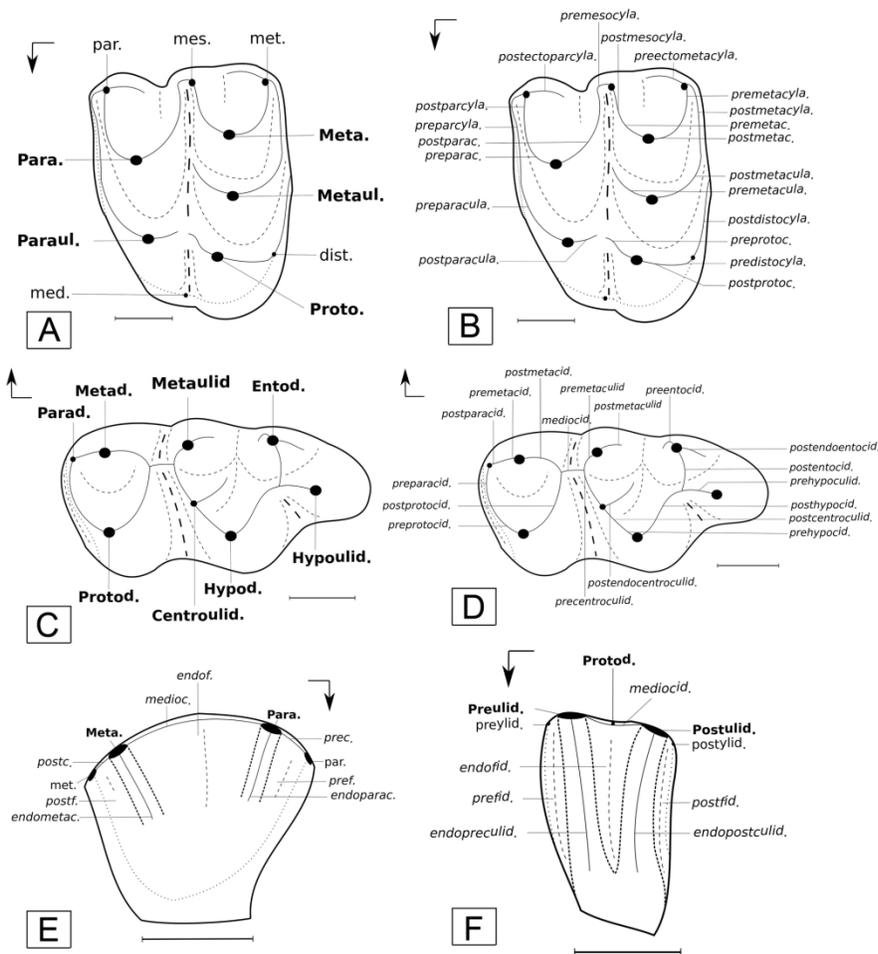 par. mes. met.
Para. Meta.
Metaul.
Paraul. dist.
med. Proto.
A
premesocyla.
postmesocyla.
postectoparcyla. preectometacyla.
postparcyla.
preparcyla.
postparac.
preparac.
preparacula.
postparacula.
premetacyla.
postmetacyla.
premetac.
postmetac.
postmetacula.
premetacula.
postdistocyla.
preprotoc.
predistocyla.
postprotoc.
B
Metad. Metaulid Entod.
Parad.
Hypoulid.
Protod. Hypod.
Centroulid.
C
postmetacid.
premetacid. premetaculid preentocid.
postparacid. mediocid. postmetaculid
preparacid.
postprotocid.
preprotocid.
postendoentocid.
postentocid.
prehypoculid.
posthypocid.
postcentroculid.
prehypocid.
postendocentroculid.
precentroculid.
D
endof.
medioc.
Meta. Para.
postc. prec.
met. par.
postf. pref.
endometac. endoparac.
E
Protod.
mediocid.
Preulid.
preylid. Postulid.
postylid.
endofid.
prefid. postfid.
endopreculid. endopostculid.
F